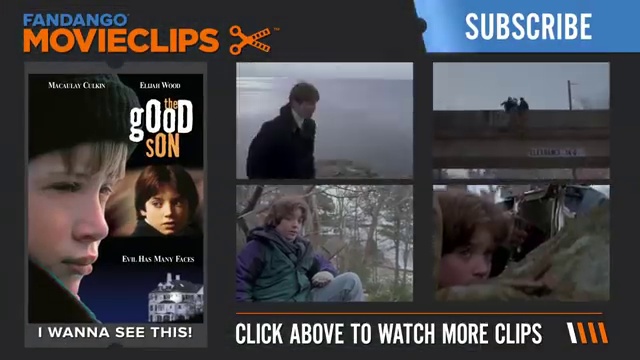 FANDANGO
MOVIECLIPS
SUBSCRIBE
MACAULAY CULKIN
ELIJAH WOOD
the
gOOD
sON
EVIL HAS MANY FACES
I WANNA SEE THIS!
CLICK ABOVE TO WATCH MORE CLIPS